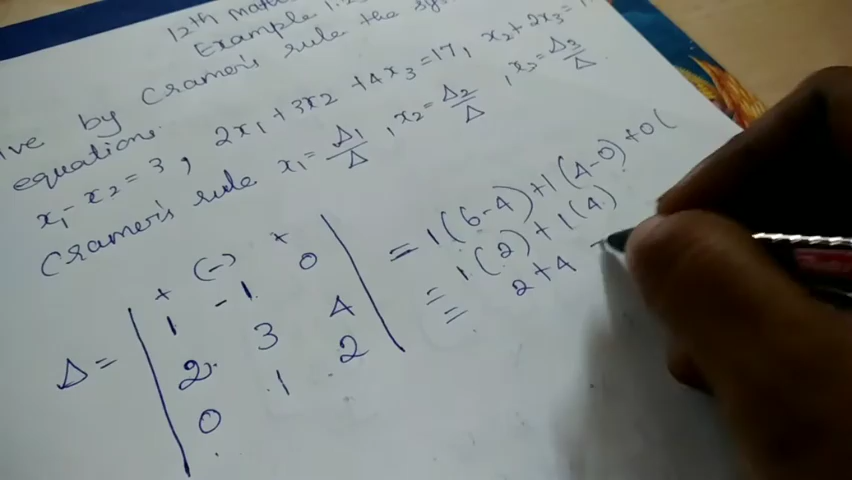 12th
Example 1.2
by Cramer's rule the
equations.
x₁ - x₂ = 3, 2x₁ + 3x₂ + 4x₃ = 17, x₂ + 2x₃ =
Cramer's rule x₁ = Δ₁/Δ, x₂ = Δ₂/Δ, x₃ = Δ₃/Δ
+ (-) +
Δ = | 1 -1 0 | = 1(6-4) + 1(4-0) + 0(
| 2 3 4 | = 1(2) + 1(4)
| 0 1 2 | = 2+4